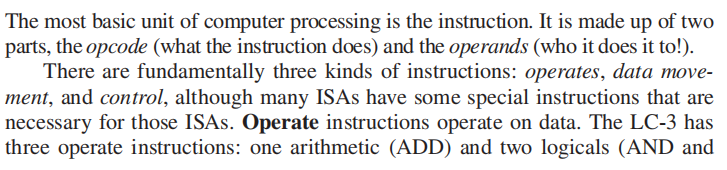 The most basic unit of computer processing is the instruction. It is made up of two
parts, the opcode (what the instruction does) and the operands (who it does it to!).
There are fundamentally three kinds of instructions: operates, data move-
ment, and control, although many ISAs have some special instructions that are
necessary for those ISAs. Operate instructions operate on data. The LC-3 has
three operate instructions: one arithmetic (ADD) and two logicals (AND and